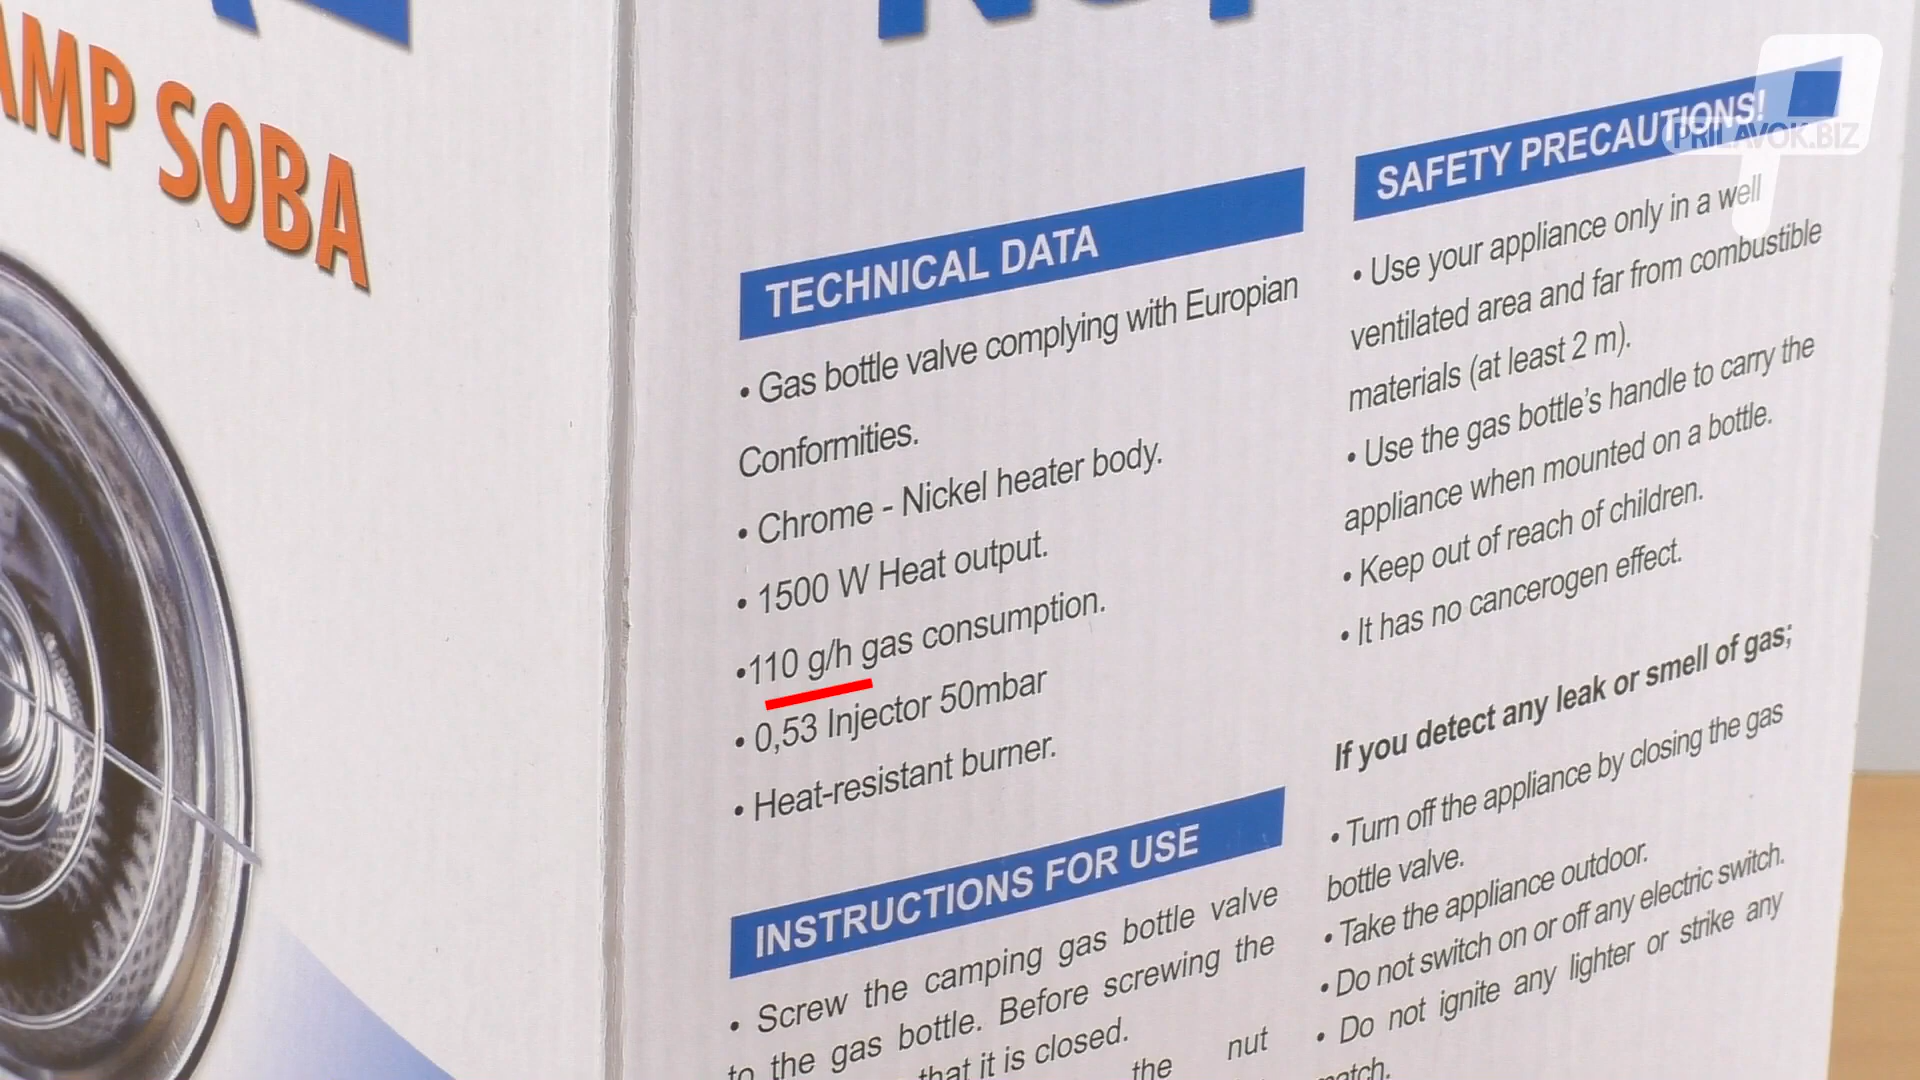 AMP SOBA
TECHNICAL DATA
• Gas bottle valve complying with Europian
Conformities.
• Chrome - Nickel heater body.
• 1500 W Heat output.
•110 g/h gas consumption.
• 0,53 Injector 50mbar
• Heat-resistant burner.
INSTRUCTIONS FOR USE
• Screw the camping gas bottle valve
to the gas bottle. Before screwing the
that it is closed.
the nut
SAFETY PRECAUTIONS!
• Use your appliance only in a well
ventilated area and far from combustible
materials (at least 2 m).
• Use the gas bottle's handle to carry the
appliance when mounted on a bottle.
• Keep out of reach of children.
• It has no cancerogen effect.
If you detect any leak or smell of gas;
• Turn off the appliance by closing the gas
bottle valve.
• Take the appliance outdoor.
• Do not switch on or off any electric switch.
• Do not ignite any lighter or strike any
PRILAVOK.BIZ